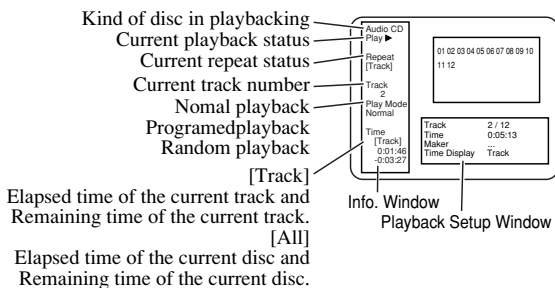 Kind of disc in playbacking
Current playback status
Current repeat status
Current track number
Nomal playback
Programedplayback
Random playback
[Track]
Elapsed time of the current track and
Remaining time of the current track.
[All]
Elapsed time of the current disc and
Remaining time of the current disc.
Audio CD
Play ▶
Repeat
[Track]
Track
2
Play Mode
Normal
Time
[Track]
0:01:46
-0:03:27
01 02 03 04 05 06 07 08 09 10
11 12
Track 2 / 12
Time 0:05:13
Maker ...
Time Display Track
Info. Window
Playback Setup Window